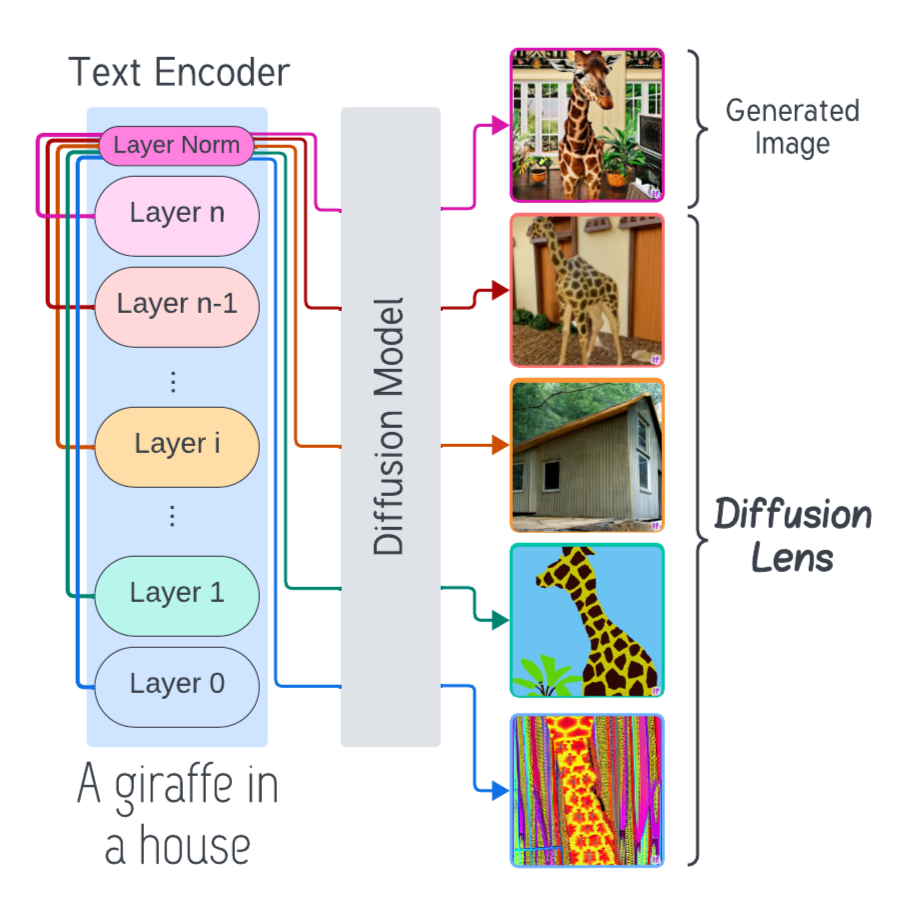 Text Encoder
Layer Norm
Layer n
Layer n-1
⋮
Layer i
⋮
Layer 1
Layer 0
A giraffe in
a house
Diffusion Model
Generated
Image
Diffusion
Lens